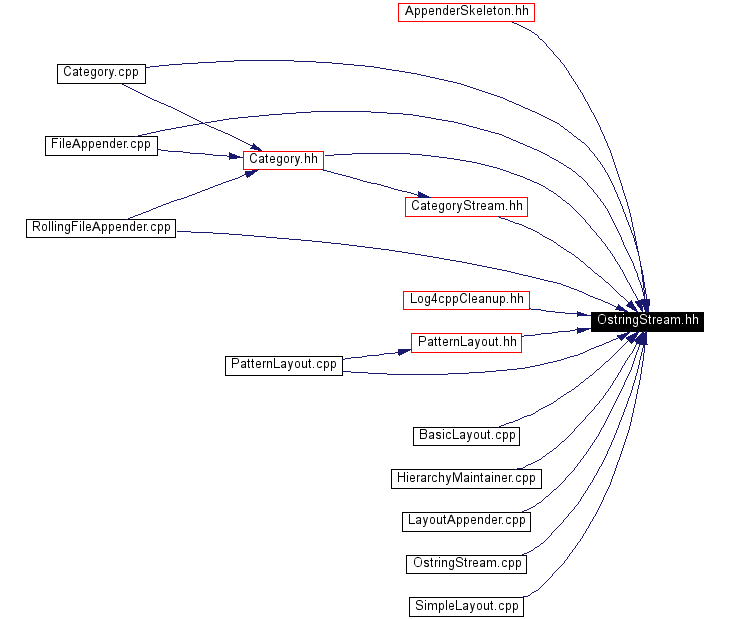 AppenderSkeleton.hh
Category.cpp
FileAppender.cpp
Category.hh
CategoryStream.hh
RollingFileAppender.cpp
Log4cppCleanup.hh
OstringStream.hh
PatternLayout.hh
PatternLayout.cpp
BasicLayout.cpp
HierarchyMaintainer.cpp
LayoutAppender.cpp
OstringStream.cpp
SimpleLayout.cpp